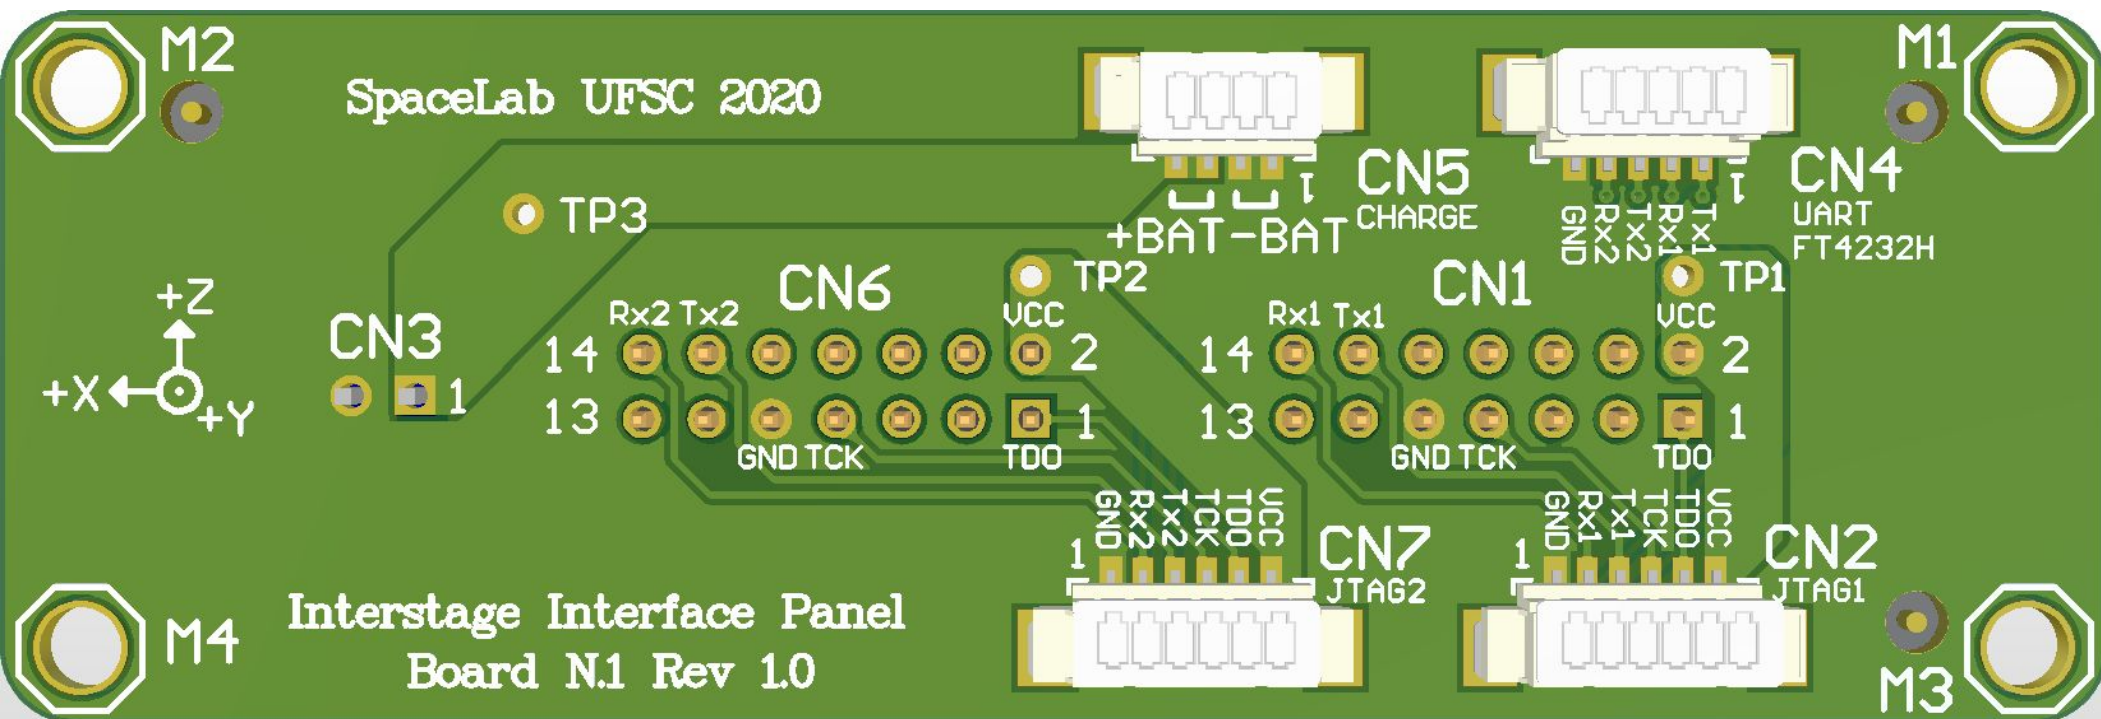 M2
SpaceLab UFSC 2020
M1
CN5
CHARGE
1
+BAT-BAT
CN4
UART
FT4232H
1
GND
Rx2
Tx2
Rx1
Tx1
TP3
TP2
TP1
+Z
+X
+Y
CN3
1
CN6
Rx2 Tx2
VCC
14
2
13
1
GND TCK
TDO
CN1
Rx1 Tx1
VCC
14
2
13
1
GND TCK
TDO
GND
Rx2
Tx2
TCK
TDO
VCC
1
CN7
JTAG2
GND
Rx1
Tx1
TCK
TDO
VCC
1
CN2
JTAG1
M4
Interstage Interface Panel
Board N.1 Rev 1.0
M3